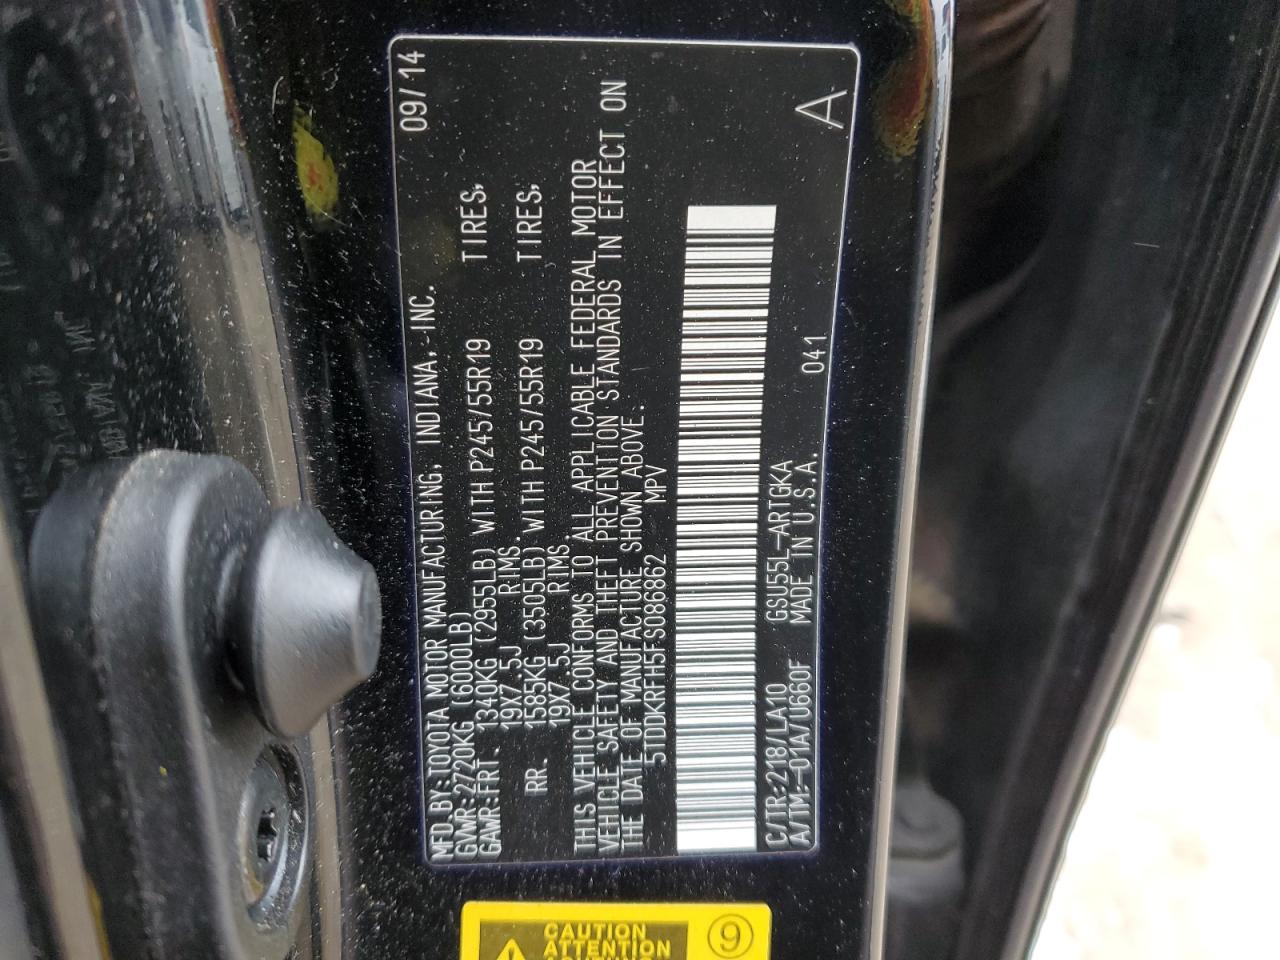 MFD.BY:TOYOTA MOTOR MANUFACTURING, INDIANA, INC. 09/14
GVWR:2720KG (6000LB)
GAWR:FRT. 1340KG (2955LB) WITH P245/55R19 TIRES,
19X7.5J RIMS.
RR. 1585KG (3505LB) WITH P245/55R19 TIRES,
19X7.5J RIMS
THIS VEHICLE CONFORMS TO ALL APPLICABLE FEDERAL MOTOR
VEHICLE SAFETY AND THEFT PREVENTION STANDARDS IN EFFECT ON
THE DATE OF MANUFACTURE SHOWN ABOVE.
5TDDKRFH5FS086862 MPV
C/TR:218/LA10 GSU55L-ARTGKA
A/TM:-01A/U660F MADE IN U.S.A. 041 A
CAUTION
ATTENTION
9